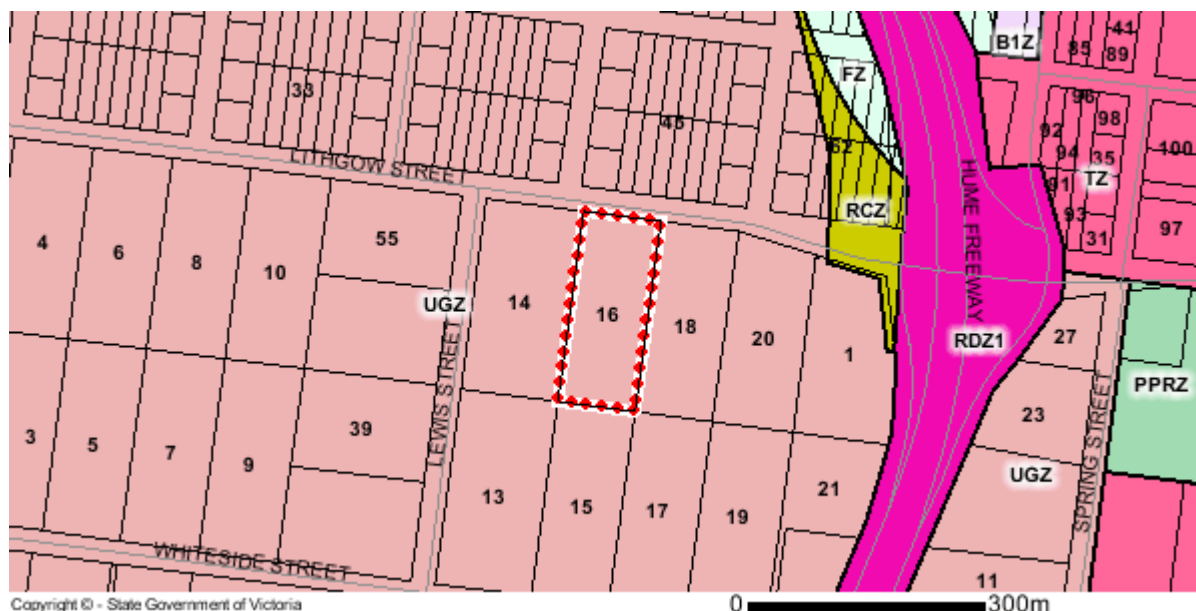 41
B1Z
85
89
FZ
33
96
98
45
92
52
100
94
35
LITHGOW STREET
HUME FREEWAY
TZ
91
RCZ
93
31
97
4
6
8
10
55
UGZ
14
16
18
20
1
RDZ1
27
PPRZ
LEWIS STREET
23
SPRING STREET
3
5
7
9
39
UGZ
13
15
17
19
21
WHITESIDE STREET
11
Copyright © - State Government of Victoria
0 300m